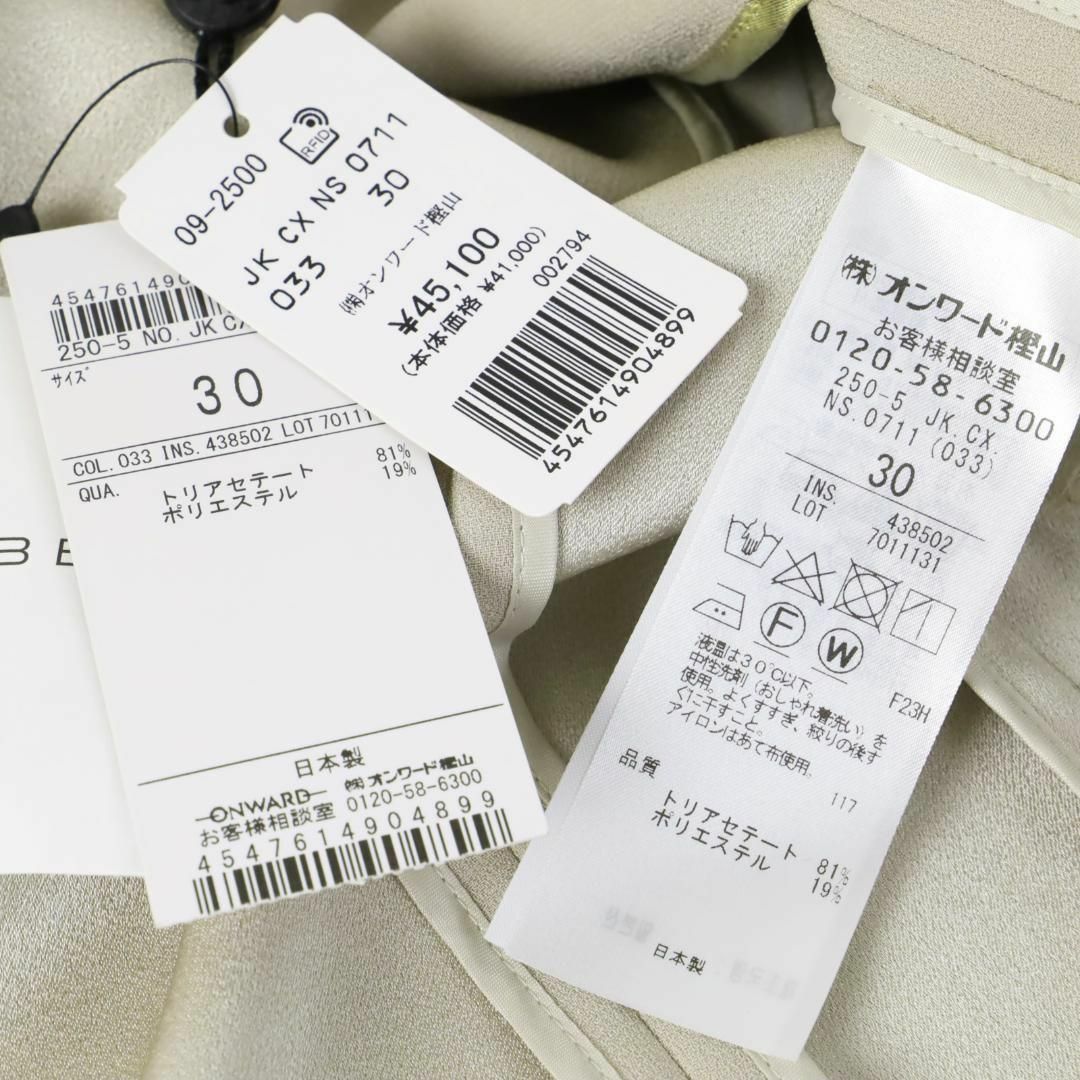 RFID
09-2500
JK CX NS 0711
033 30
㈱オンワード樫山
¥45,100
(本体価格 ¥41,000)
002794
4547614904899
250-5 NO. JK
サイズ
30
COL. 033 INS. 438502 LOT 70111
QUA. トリアセテート 81%
ポリエステル 19%
日本製
ONWARD ㈱オンワード樫山
お客様相談室 0120-58-6300
4547614904899
㈱オンワード樫山
お客様相談室
0120-58-6300
250-5 JK CX.
NS.0711 (033)
30
INS. 438502
LOT 7011131
F
W
液温は30℃以下。
中性洗剤(おしゃれ着洗い)を
使用。よくすすぎ、絞りの後す
ぐに干すこと。
アイロンはあて布使用。
F23H
品質 117
トリアセテート 81%
ポリエステル 19%
日本製